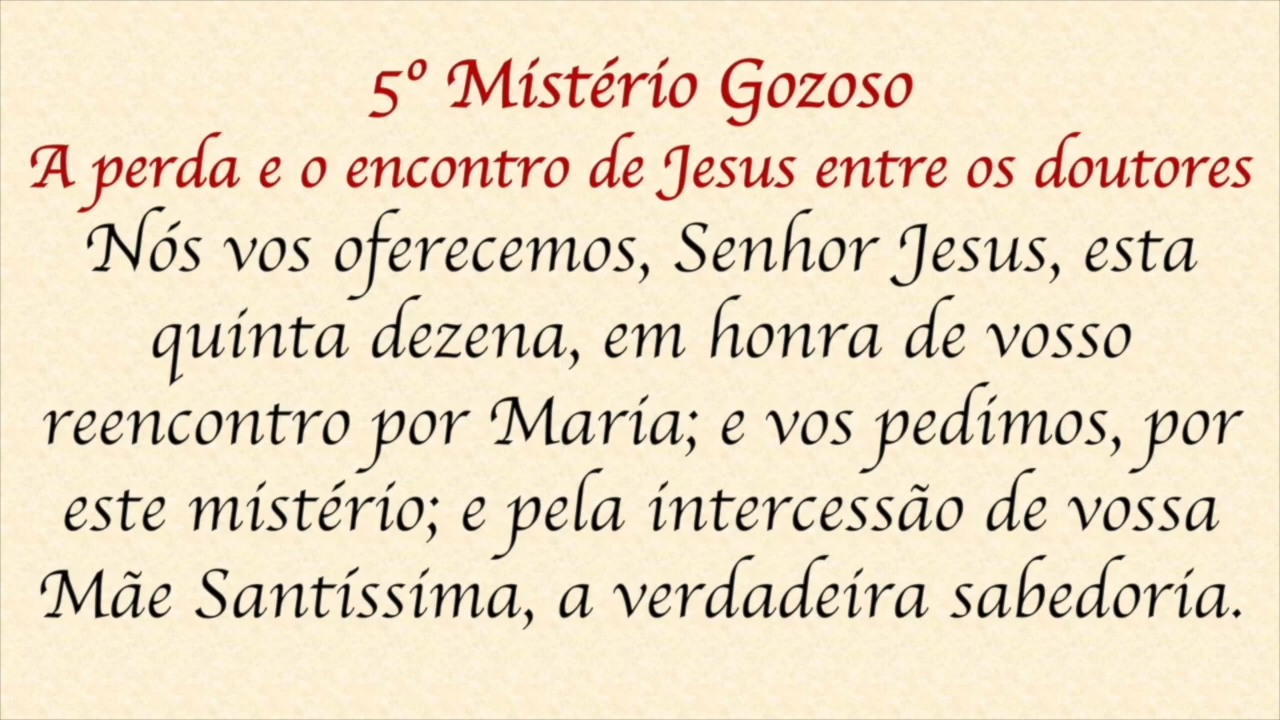 5º Mistério Gozoso
A perda e o encontro de Jesus entre os doutores
Nós vos oferecemos, Senhor Jesus, esta
quinta dezena, em honra de vosso
reencontro por Maria; e vos pedimos, por
este mistério; e pela intercessão de vossa
Mãe Santíssima, a verdadeira sabedoria.